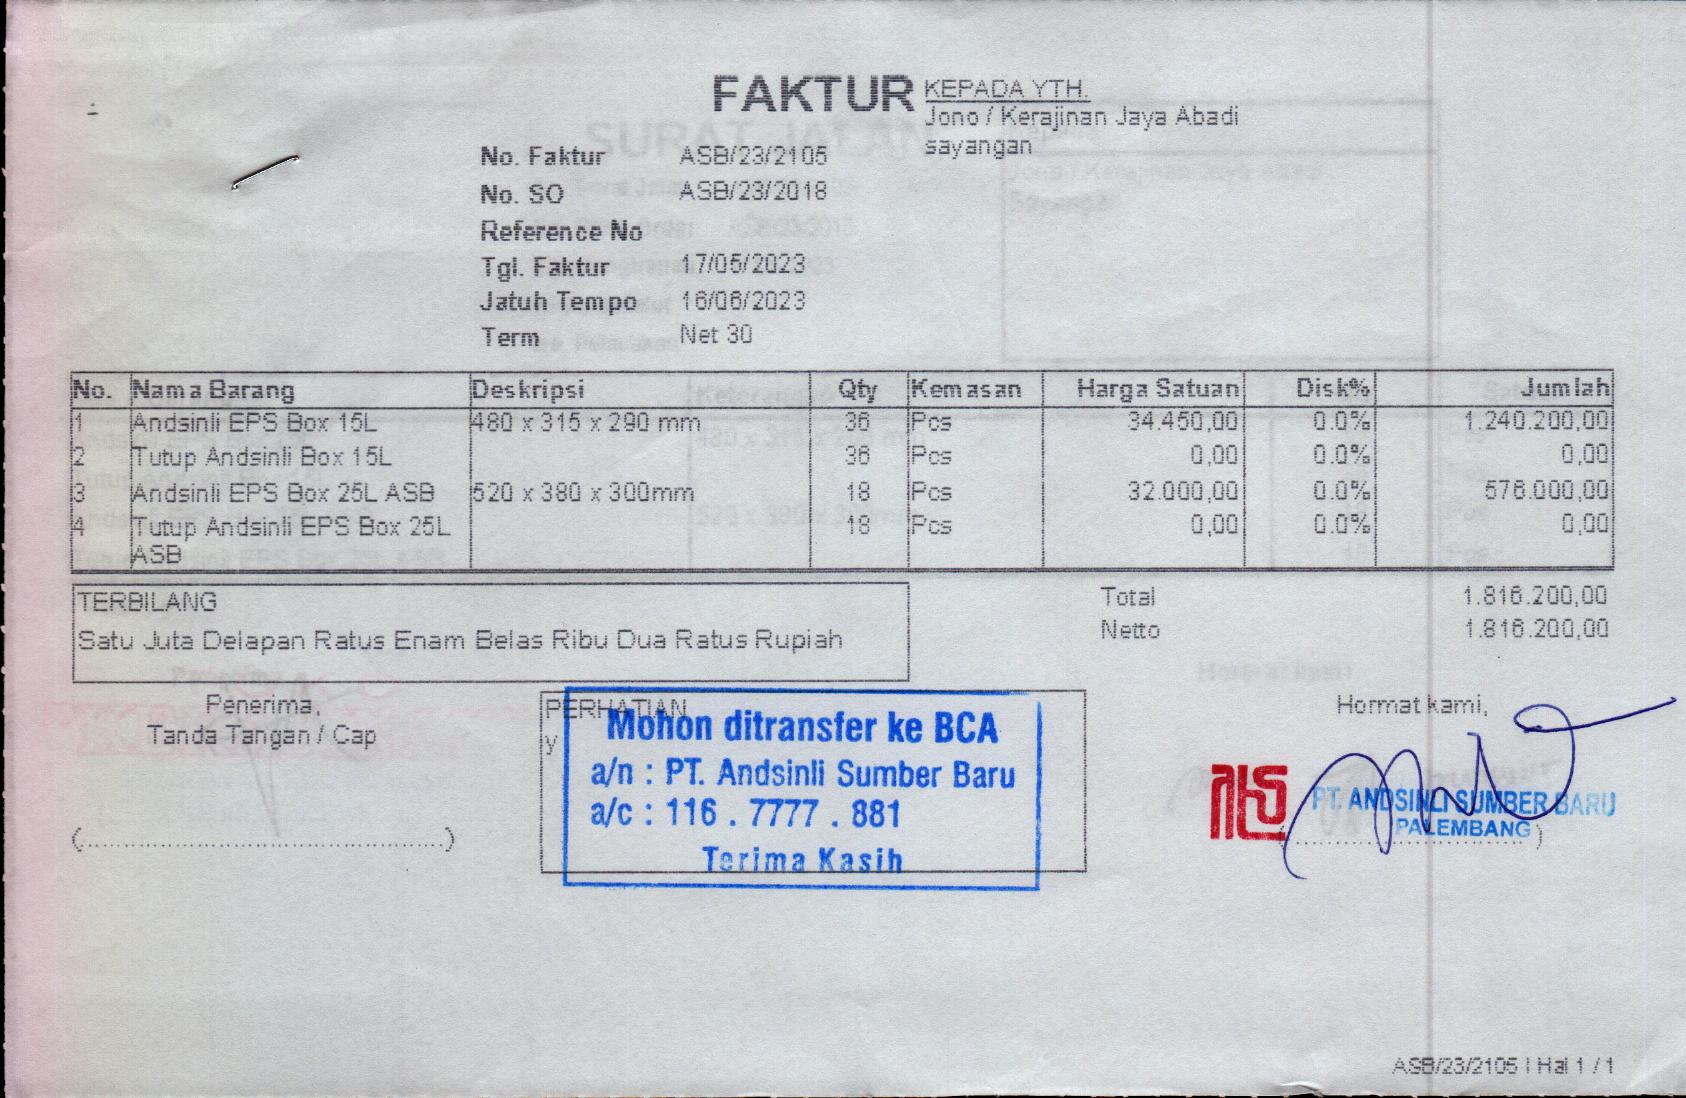 FAKTUR
KEPADA YTH.
Jono / Kerajinan Jaya Abadi
sayangan
No. Faktur ASB/23/2105
No. SO ASB/23/2018
Reference No
Tgl. Faktur 17/05/2023
Jatuh Tempo 16/06/2023
Term Net 30
No. Nama Barang Deskripsi Qty Kemasan Harga Satuan Disk% Jumlah
1 Andsinli EPS Box 15L 480 x 315 x 290 mm 36 Pcs 34.450,00 0.0% 1.240.200,00
2 Tutup Andsinli Box 15L 36 Pcs 0,00 0.0% 0,00
3 Andsinli EPS Box 25L ASB 520 x 380 x 300mm 18 Pcs 32.000,00 0.0% 576.000,00
4 Tutup Andsinli EPS Box 25L 18 Pcs 0,00 0.0% 0,00
ASB
TERBILANG
Satu Juta Delapan Ratus Enam Belas Ribu Dua Ratus Rupiah
Total 1.816.200,00
Netto 1.816.200,00
Penerima,
Tanda Tangan / Cap
(................................................)
PERHATIAN
y
Mohon ditransfer ke BCA
a/n : PT. Andsinli Sumber Baru
a/c : 116 . 7777 . 881
Terima Kasih
Hormat kami,
PT. ANDSINLI SUMBER BARU
PALEMBANG
(................................)
ASB/23/2105 | Hal 1 / 1